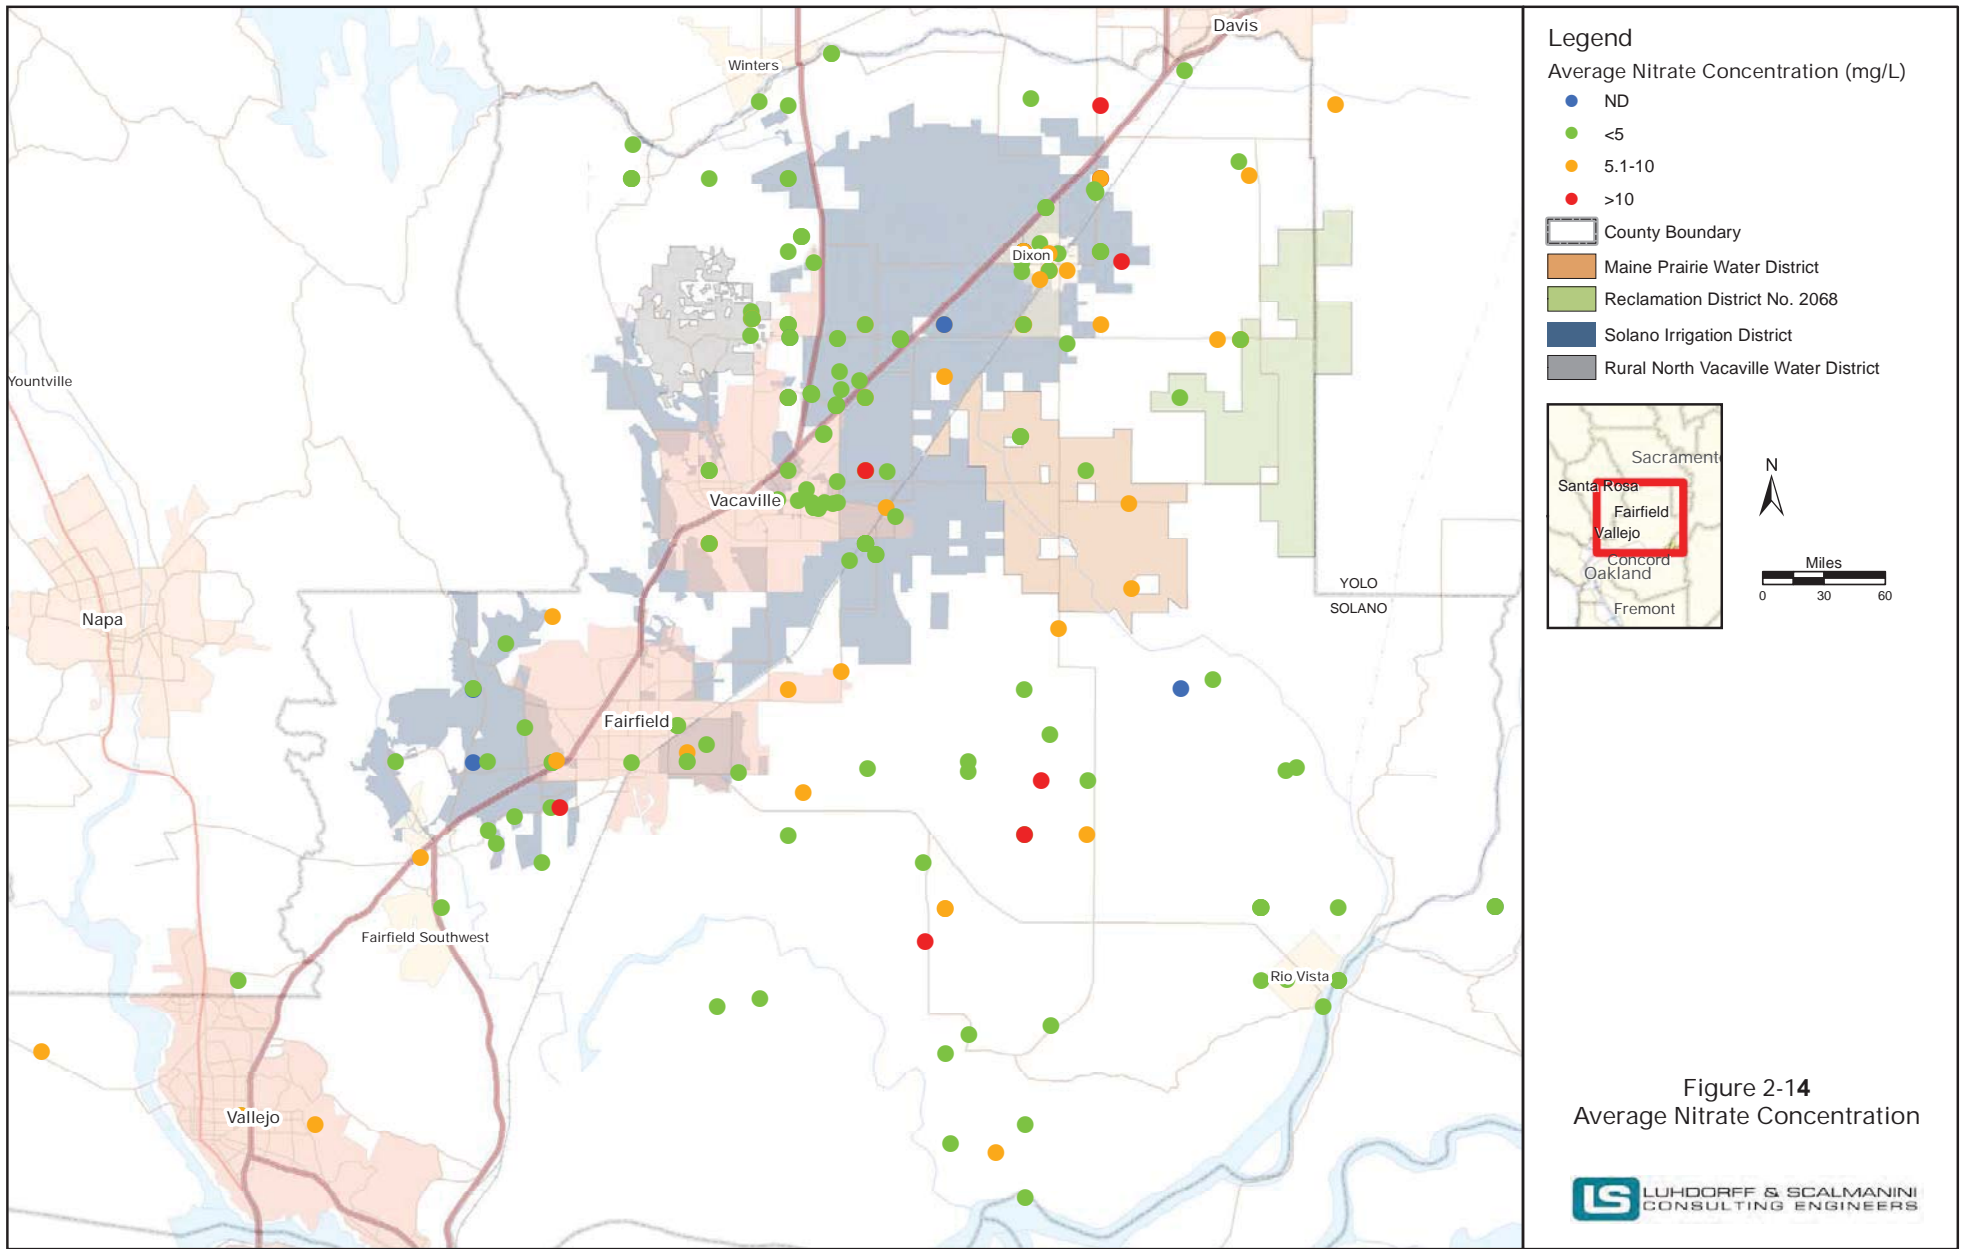 Davis
Winters
Dixon
Yountville
Vacaville
YOLO
SOLANO
Napa
Fairfield
Fairfield Southwest
Rio Vista
Vallejo
Legend
Average Nitrate Concentration (mg/L)
ND
<5
5.1-10
>10
County Boundary
Maine Prairie Water District
Reclamation District No. 2068
Solano Irrigation District
Rural North Vacaville Water District
Sacrament
Santa Rosa
Fairfield
Vallejo
Concord
Oakland
Fremont
N
Miles
0 30 60
Figure 2-14
Average Nitrate Concentration
LS
LUHDORFF & SCALMANINI
CONSULTING ENGINEERS